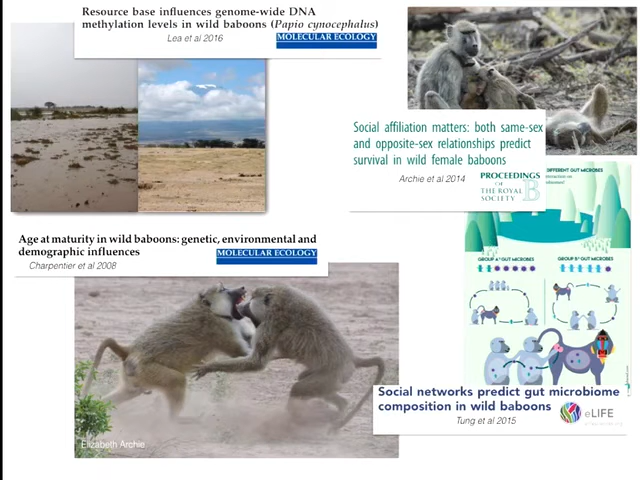 Resource base influences genome-wide DNA
methylation levels in wild baboons (Papio cynocephalus)
Lea et al 2016
MOLECULAR ECOLOGY
Social affiliation matters: both same-sex
and opposite-sex relationships predict
survival in wild female baboons
Archie et al 2014
PROCEEDINGS
OF
THE ROYAL
SOCIETY
B
DIFFERENT GUT MICROBES
GROUP A' GUT MICROBES
GROUP B' GUT MICROBES
Age at maturity in wild baboons: genetic, environmental and
demographic influences
Charpentier et al 2008
MOLECULAR ECOLOGY
Social networks predict gut microbiome
composition in wild baboons
eLIFE
Tung et al 2015
Elizabeth Archie